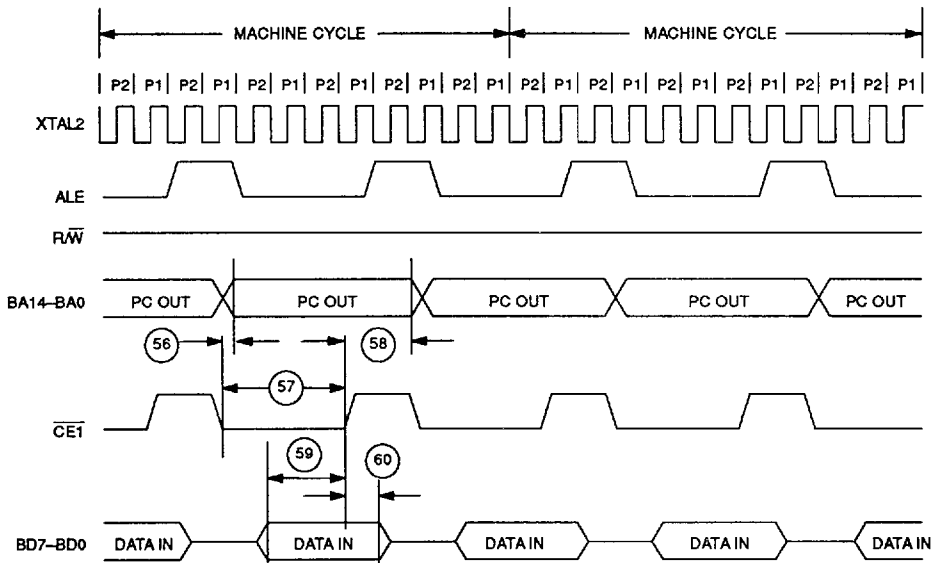 MACHINE CYCLE MACHINE CYCLE
P2 P1 P2 P1 P2 P1 P2 P1 P2 P1 P2 P1 P2 P1 P2 P1 P2 P1 P2 P1 P2 P1 P2 P1
XTAL2
ALE
R/W
BA14–BA0 PC OUT PC OUT PC OUT PC OUT PC OUT
56 58
57
CE1
59 60
BD7–BD0 DATA IN DATA IN DATA IN DATA IN DATA IN